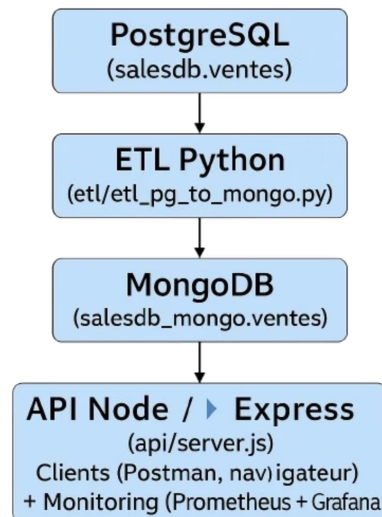 PostgreSQL
(salesdb.ventes)
ETL Python
(etl/etl_pg_to_mongo.py)
MongoDB
(salesdb_mongo.ventes)
API Node / Express
(api/server.js)
Clients (Postman, nav)igateur)
+ Monitoring (Prometheus + Grafana